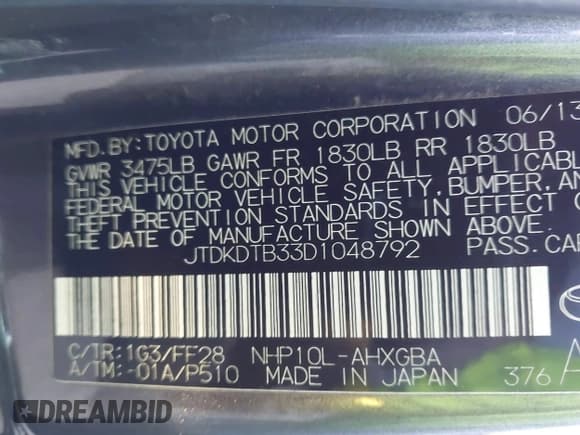 MFD. BY: TOYOTA MOTOR CORPORATION 06/13
GVWR 3475LB GAWR FR 1830LB RR 1830LB
THIS VEHICLE CONFORMS TO ALL APPLICABLE
FEDERAL MOTOR VEHICLE SAFETY, BUMPER, AN
THEFT PREVENTION STANDARDS IN EFFECT O
THE DATE OF MANUFACTURE SHOWN ABOVE.
JTDKDTB33D1048792 PASS. CAR
C/TR: 1G3/FF28 NHP10L-AHXGBA
A/TM: -01A/P510 MADE IN JAPAN 376 A
DREAMBID